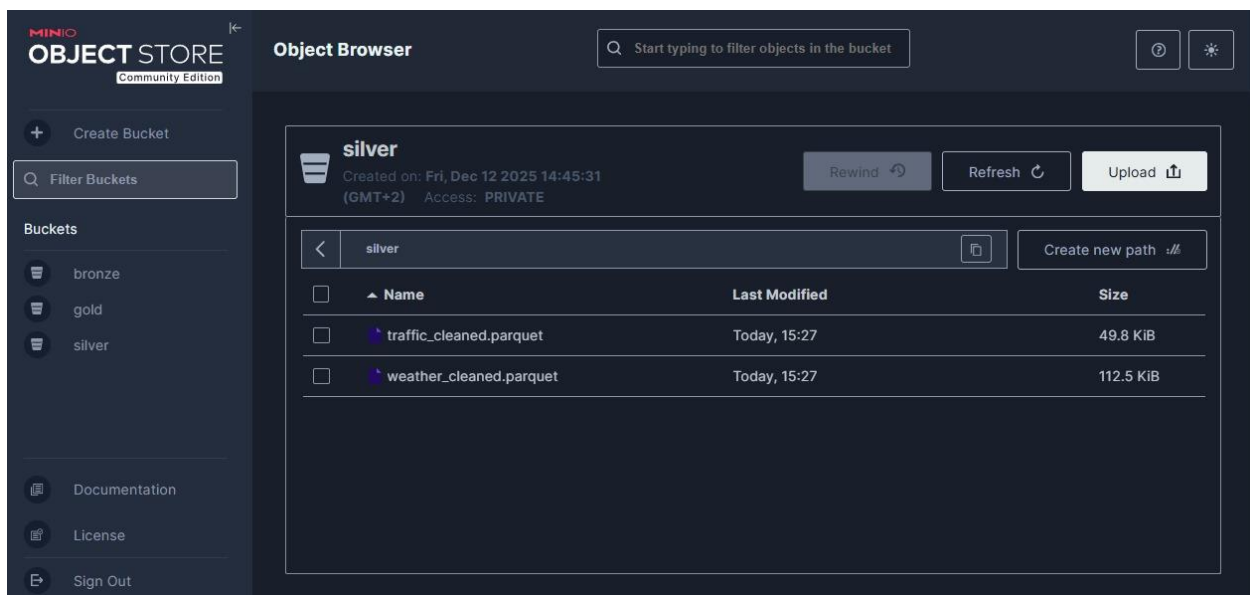 MINIO
OBJECT STORE
Community Edition
Create Bucket
Filter Buckets
Buckets
bronze
gold
silver
Documentation
License
Sign Out
Object Browser
Start typing to filter objects in the bucket
silver
Created on: Fri, Dec 12 2025 14:45:31
(GMT+2) Access: PRIVATE
Rewind
Refresh
Upload
silver
Create new path
Name Last Modified Size
traffic_cleaned.parquet Today, 15:27 49.8 KiB
weather_cleaned.parquet Today, 15:27 112.5 KiB